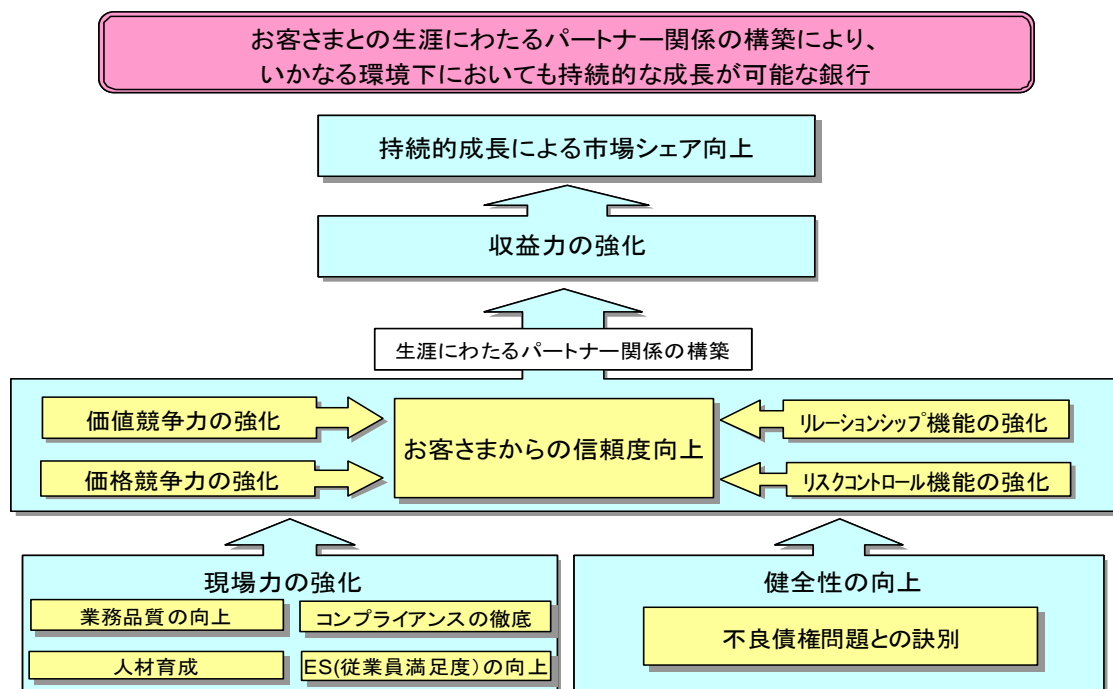 お客さまとの生涯にわたるパートナー関係の構築により、
いかなる環境下においても持続的な成長が可能な銀行
持続的成長による市場シェア向上
収益力の強化
生涯にわたるパートナー関係の構築
価値競争力の強化
価格競争力の強化
お客さまからの信頼度向上
リレーションシップ機能の強化
リスクコントロール機能の強化
現場力の強化
業務品質の向上
コンプライアンスの徹底
人材育成
ES(従業員満足度)の向上
健全性の向上
不良債権問題との訣別